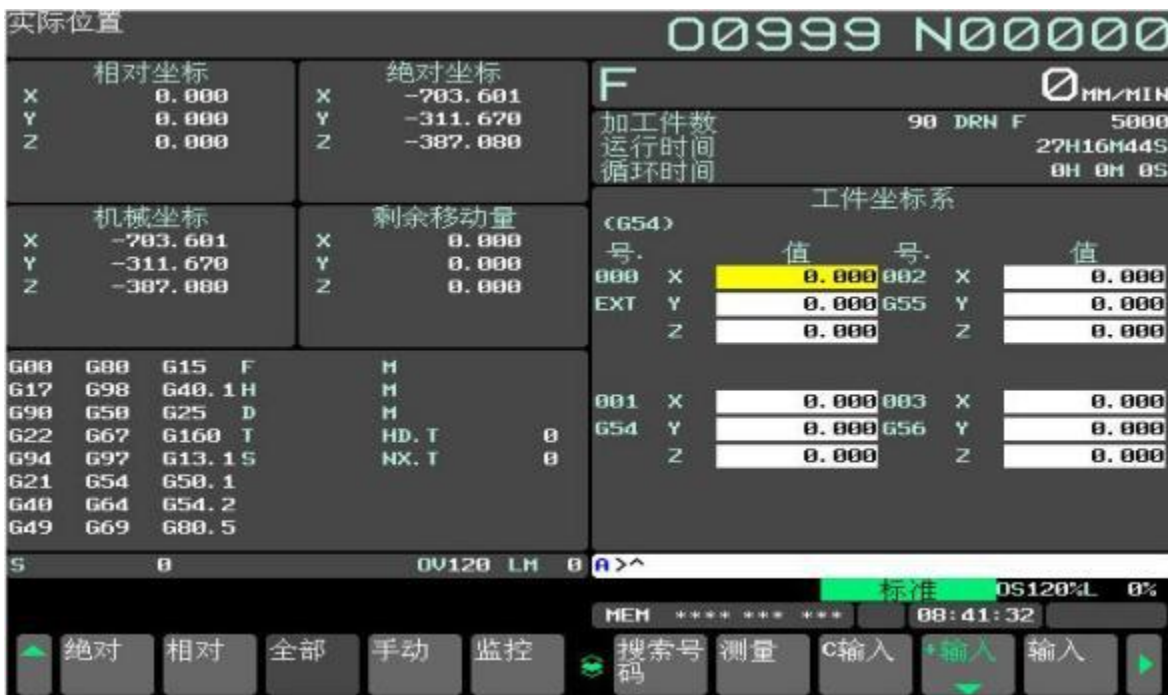 实际位置
O0999 N00000
相对坐标
X 0.000
Y 0.000
Z 0.000
绝对坐标
X -703.601
Y -311.670
Z -387.080
机械坐标
X -703.601
Y -311.670
Z -387.080
剩余移动量
X 0.000
Y 0.000
Z 0.000
G00 G80 G15 F M
G17 G98 G40.1 H M
G90 G50 G25 D M
G22 G67 G160 T HD.T 0
G94 G97 G13.1 S NX.T 0
G21 G54 G50.1
G40 G64 G54.2
G49 G69 G80.5
S 0 OV120 LM 0
F 0 MM/MIN
加工件数 90 DRN F 5000
运行时间 27H16M44S
循环时间 0H 0M 0S
工件坐标系
(G54)
号. 值 号. 值
000 X 0.000 002 X 0.000
EXT Y 0.000 G55 Y 0.000
Z 0.000 Z 0.000
001 X 0.000 003 X 0.000
G54 Y 0.000 G56 Y 0.000
Z 0.000 Z 0.000
A>^
标准 OS120%L 0%
MEM **** *** *** 08:41:32
绝对 相对 全部 手动 监控 搜索号码 测量 C输入 +输入 输入